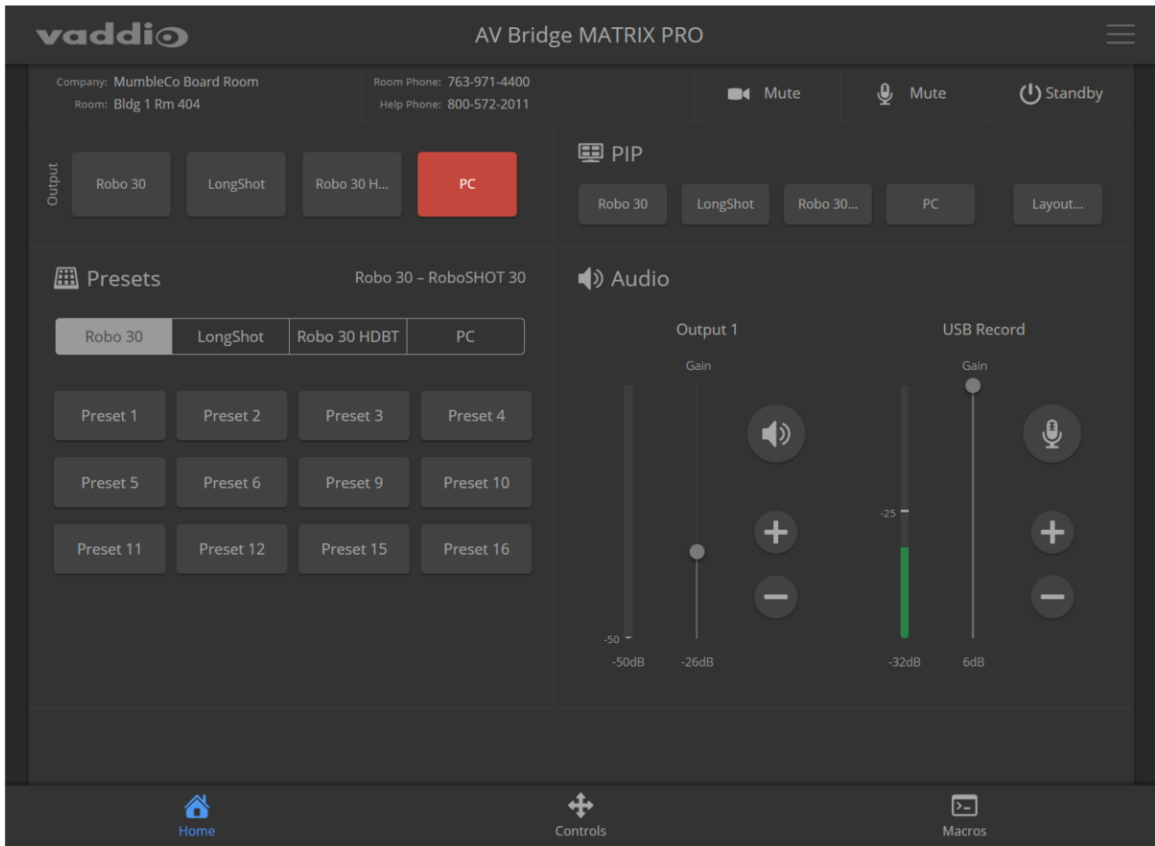 vaddio
AV Bridge MATRIX PRO
Company: MumbleCo Board Room
Room: Bldg 1 Rm 404
Room Phone: 763-971-4400
Help Phone: 800-572-2011
Mute
Mute
Standby
Output
Robo 30
LongShot
Robo 30 H...
PC
PIP
Robo 30
LongShot
Robo 30...
PC
Layout...
Presets
Robo 30 – RoboSHOT 30
Robo 30
LongShot
Robo 30 HDBT
PC
Preset 1
Preset 2
Preset 3
Preset 4
Preset 5
Preset 6
Preset 9
Preset 10
Preset 11
Preset 12
Preset 15
Preset 16
Audio
Output 1
Gain
-50
-50dB
-26dB
USB Record
Gain
-25
-32dB
6dB
Home
Controls
Macros